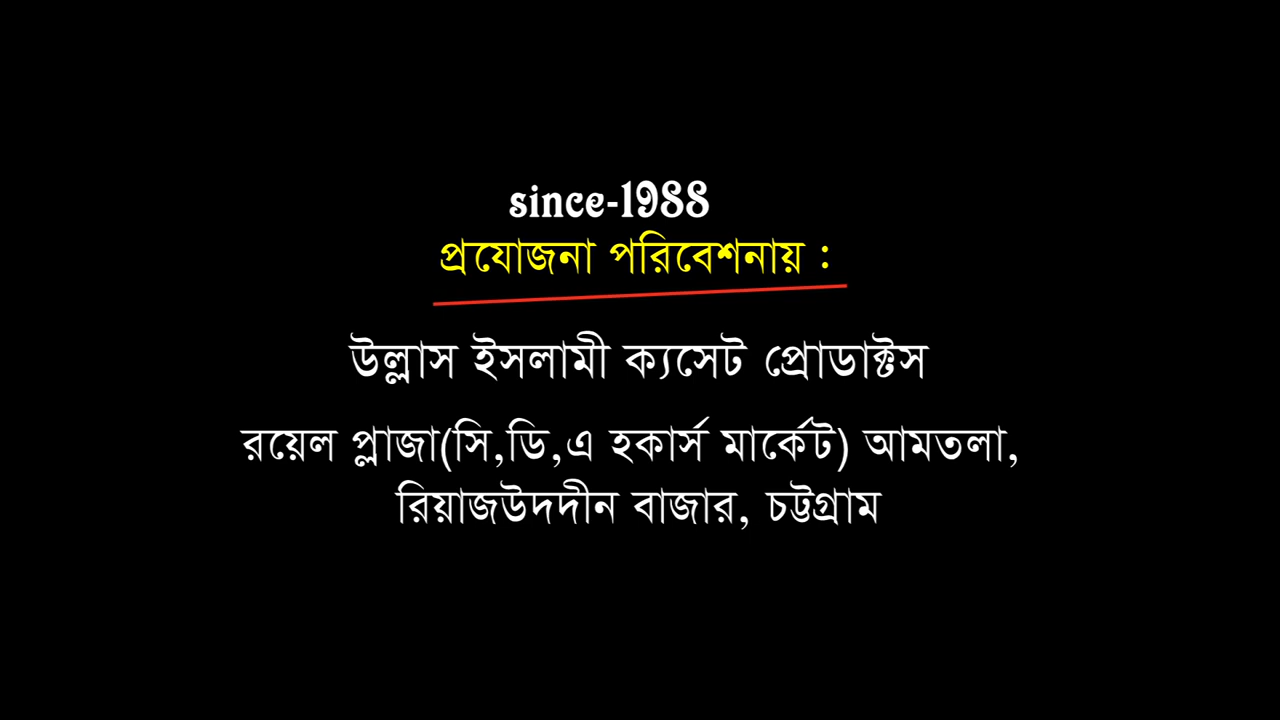 since-1988
প্রযোজনা পরিবেশনায় :
উল্লাস ইসলামী ক্যসেট প্রোডাক্টস
রয়েল প্লাজা(সি,ডি,এ হকার্স মার্কেট) আমতলা,
রিয়াজউদদীন বাজার, চট্টগ্রাম